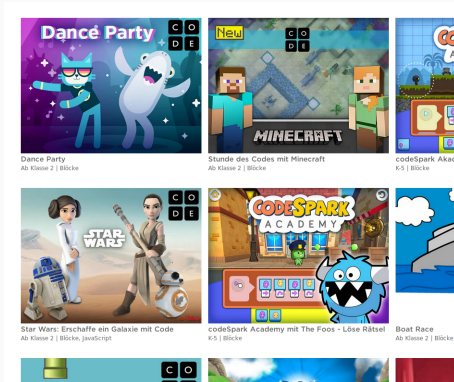 Dance Party
C O
D E
New
C O
D E
MINECRAFT
CO
Dance Party
Ab Klasse 2 | Blöcke
Stunde des Codes mit Minecraft
Ab Klasse 2 | Blöcke
codeSpark Aka
K-5 | Blöcke
C O
D E
STAR
WARS
CODESPARK
ACADEMY
Star Wars: Erschaffe ein Galaxie mit Code
Ab Klasse 2 | Blöcke, JavaScript
codeSpark Academy mit The Foos - Löse Rätsel
K-5 | Blöcke
Boat Race
Ab Klasse 2 | Blöcke
C O
C O